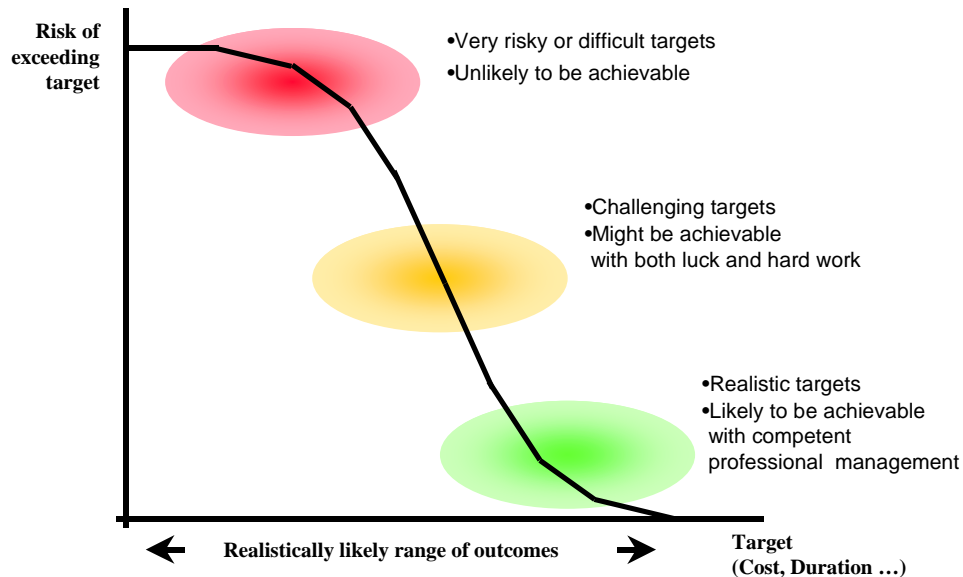 Risk of
exceeding
target
•Very risky or difficult targets
•Unlikely to be achievable
•Challenging targets
•Might be achievable
with both luck and hard work
•Realistic targets
•Likely to be achievable
with competent
professional management
Realistically likely range of outcomes
Target
(Cost, Duration ...)